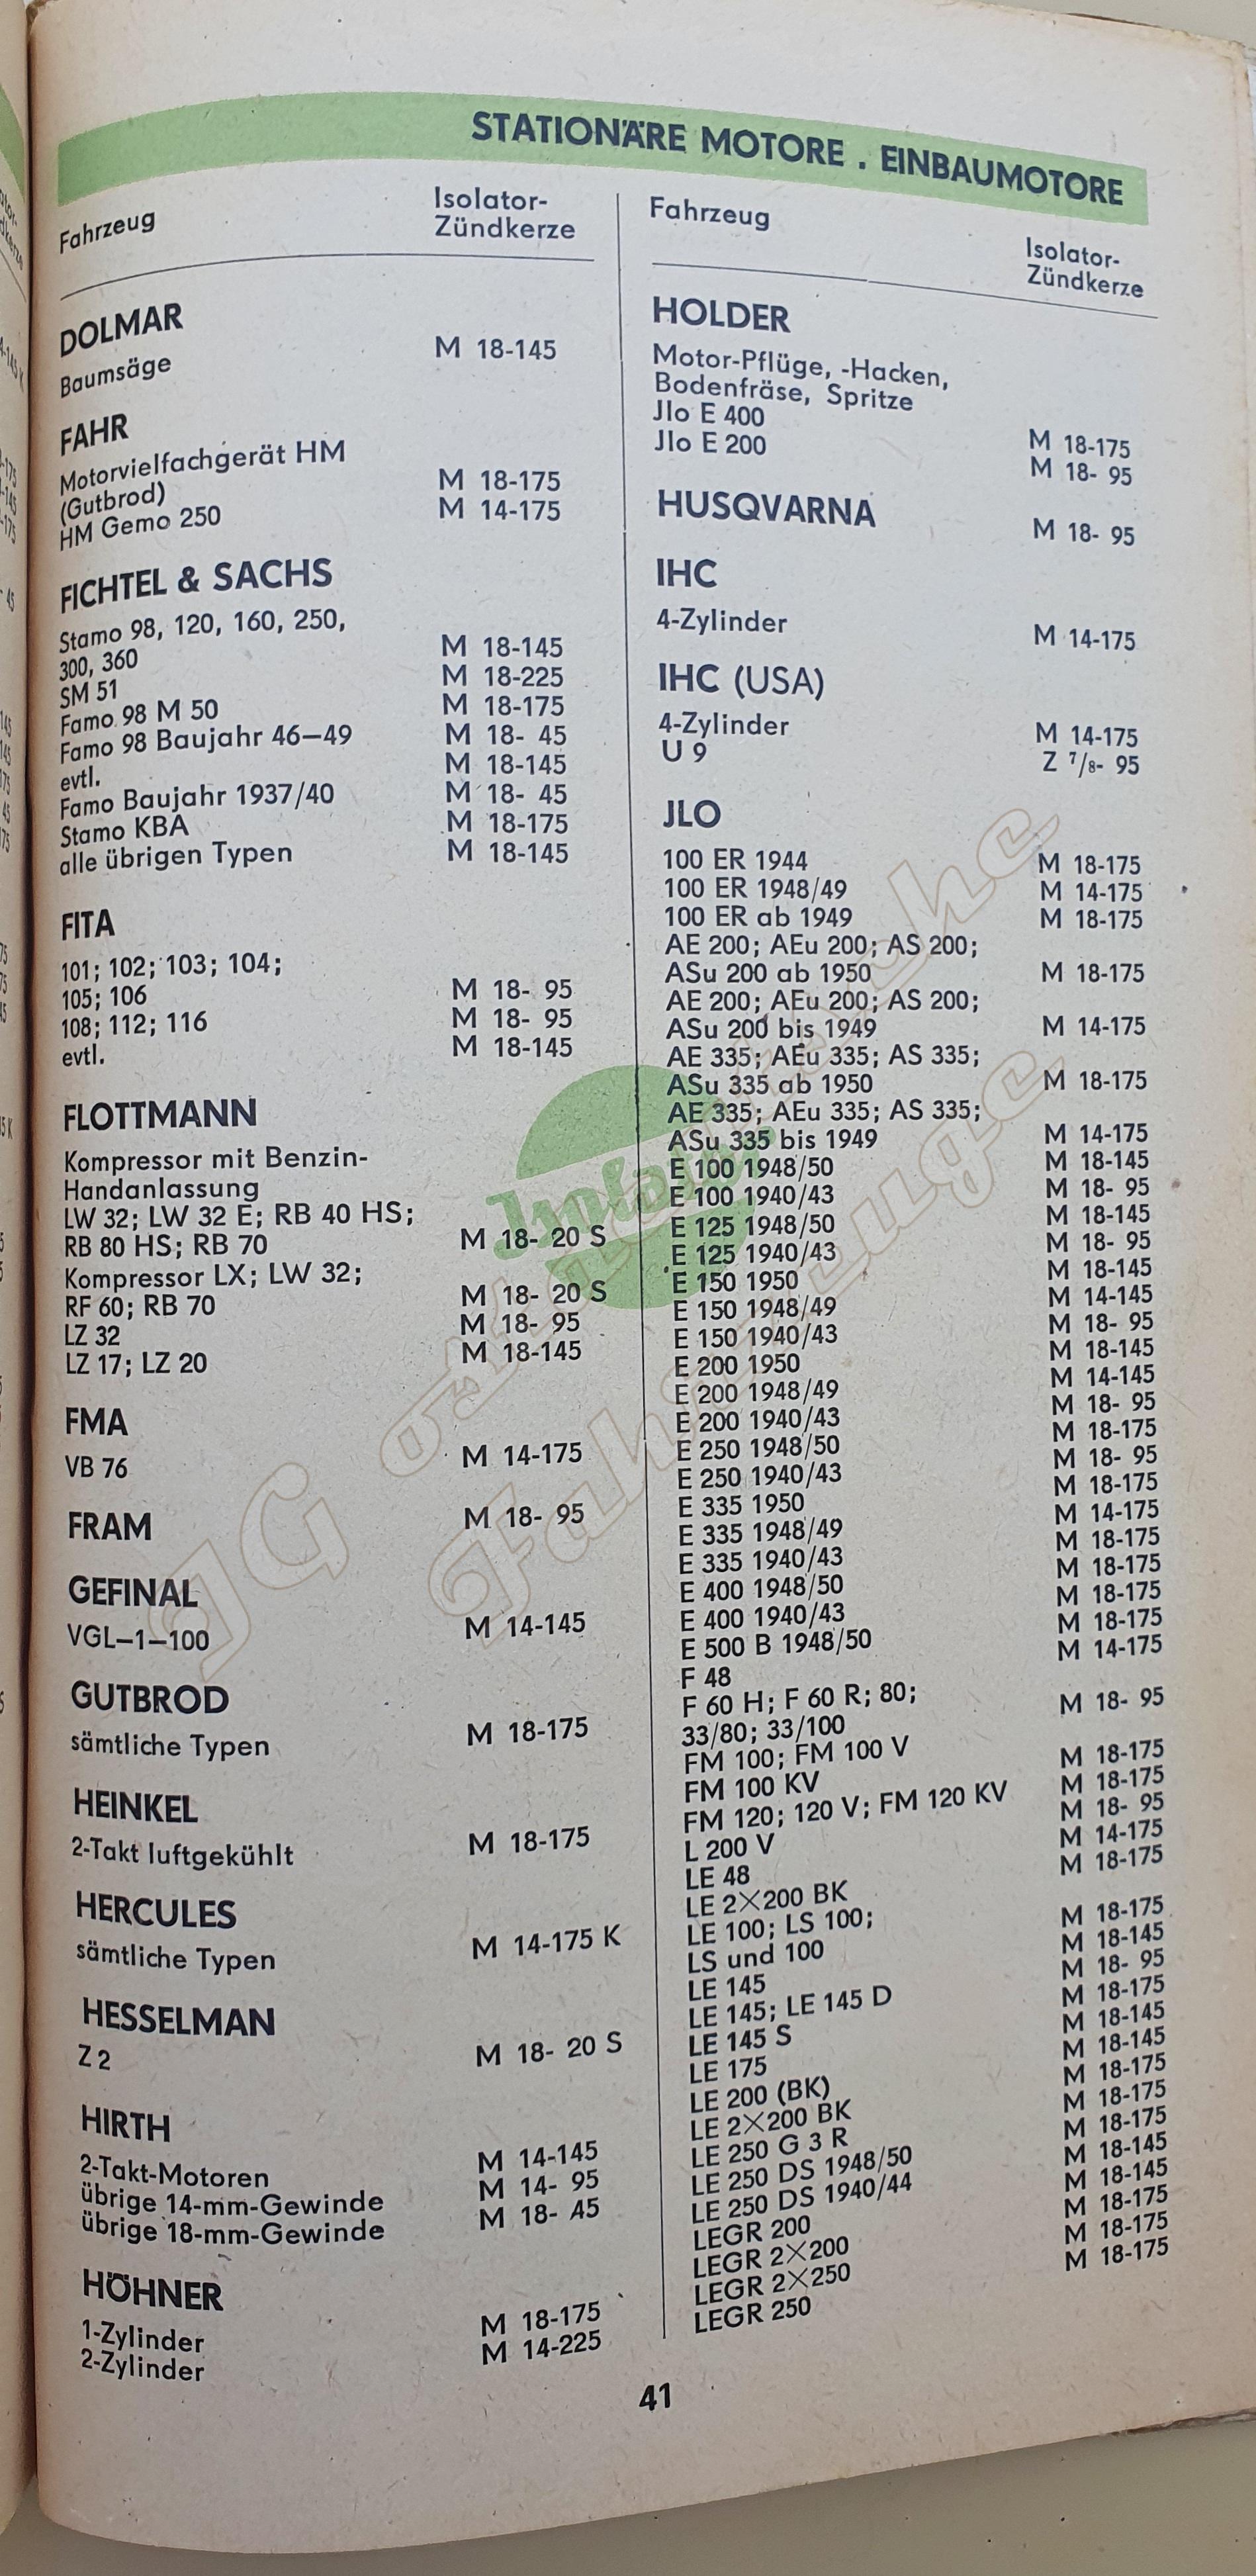 STATIONÄRE MOTORE . EINBAUMOTORE
Fahrzeug Isolator-
Zündkerze
DOLMAR
Baumsäge M 18-145
FAHR
Motorvielfachgerät HM
(Gutbrod) M 18-175
HM Gemo 250 M 14-175
FICHTEL & SACHS
Stamo 98, 120, 160, 250,
300, 360 M 18-145
SM 51 M 18-225
Famo 98 M 50 M 18-175
Famo 98 Baujahr 46–49 M 18- 45
evtl. M 18-145
Famo Baujahr 1937/40 M 18- 45
Stamo KBA M 18-175
alle übrigen Typen M 18-145
FITA
101; 102; 103; 104;
105; 106 M 18- 95
108; 112; 116 M 18- 95
evtl. M 18-145
FLOTTMANN
Kompressor mit Benzin-
Handanlassung
LW 32; LW 32 E; RB 40 HS;
RB 80 HS; RB 70 M 18- 20 S
Kompressor LX; LW 32;
RF 60; RB 70 M 18- 20 S
LZ 32 M 18- 95
LZ 17; LZ 20 M 18-145
FMA
VB 76 M 14-175
FRAM M 18- 95
GEFINAL
VGL–1–100 M 14-145
GUTBROD
sämtliche Typen M 18-175
HEINKEL
2-Takt luftgekühlt M 18-175
HERCULES
sämtliche Typen M 14-175 K
HESSELMAN
Z 2 M 18- 20 S
HIRTH
2-Takt-Motoren M 14-145
übrige 14-mm-Gewinde M 14- 95
übrige 18-mm-Gewinde M 18- 45
HÖHNER
1-Zylinder M 18-175
2-Zylinder M 14-225
Fahrzeug Isolator-
Zündkerze
HOLDER
Motor-Pflüge, -Hacken,
Bodenfräse, Spritze
Jlo E 400 M 18-175
Jlo E 200 M 18- 95
HUSQVARNA M 18- 95
IHC
4-Zylinder M 14-175
IHC (USA)
4-Zylinder M 14-175
U 9 Z 7/8- 95
JLO
100 ER 1944 M 18-175
100 ER 1948/49 M 14-175
100 ER ab 1949 M 18-175
AE 200; AEu 200; AS 200;
ASu 200 ab 1950 M 18-175
AE 200; AEu 200; AS 200;
ASu 200 bis 1949 M 14-175
AE 335; AEu 335; AS 335;
ASu 335 ab 1950 M 18-175
AE 335; AEu 335; AS 335;
ASu 335 bis 1949 M 14-175
E 100 1948/50 M 18-145
E 100 1940/43 M 18- 95
E 125 1948/50 M 18-145
E 125 1940/43 M 18- 95
E 150 1950 M 18-145
E 150 1948/49 M 14-145
E 150 1940/43 M 18- 95
E 200 1950 M 18-145
E 200 1948/49 M 14-145
E 200 1940/43 M 18- 95
E 250 1948/50 M 18-175
E 250 1940/43 M 18- 95
E 335 1950 M 18-175
E 335 1948/49 M 14-175
E 335 1940/43 M 18-175
E 400 1948/50 M 18-175
E 400 1940/43 M 18-175
E 500 B 1948/50 M 18-175
F 48 M 14-175
F 60 H; F 60 R; 80;
33/80; 33/100 M 18- 95
FM 100; FM 100 V
FM 100 KV M 18-175
FM 120; 120 V; FM 120 KV M 18-175
L 200 V M 18- 95
LE 48 M 14-175
LE 2×200 BK M 18-175
LE 100; LS 100;
LS und 100 M 18-175
LE 145 M 18-145
LE 145; LE 145 D M 18- 95
LE 145 S M 18-175
LE 175 M 18-145
LE 200 (BK) M 18-145
LE 2×200 BK M 18-175
LE 250 G 3 R M 18-175
LE 250 DS 1948/50 M 18-175
LE 250 DS 1940/44 M 18-145
LEGR 200 M 18-145
LEGR 2×200 M 18-175
LEGR 2×250 M 18-175
LEGR 250 M 18-175
Isolator
IG ostdeutsche
Fahrzeuge
41